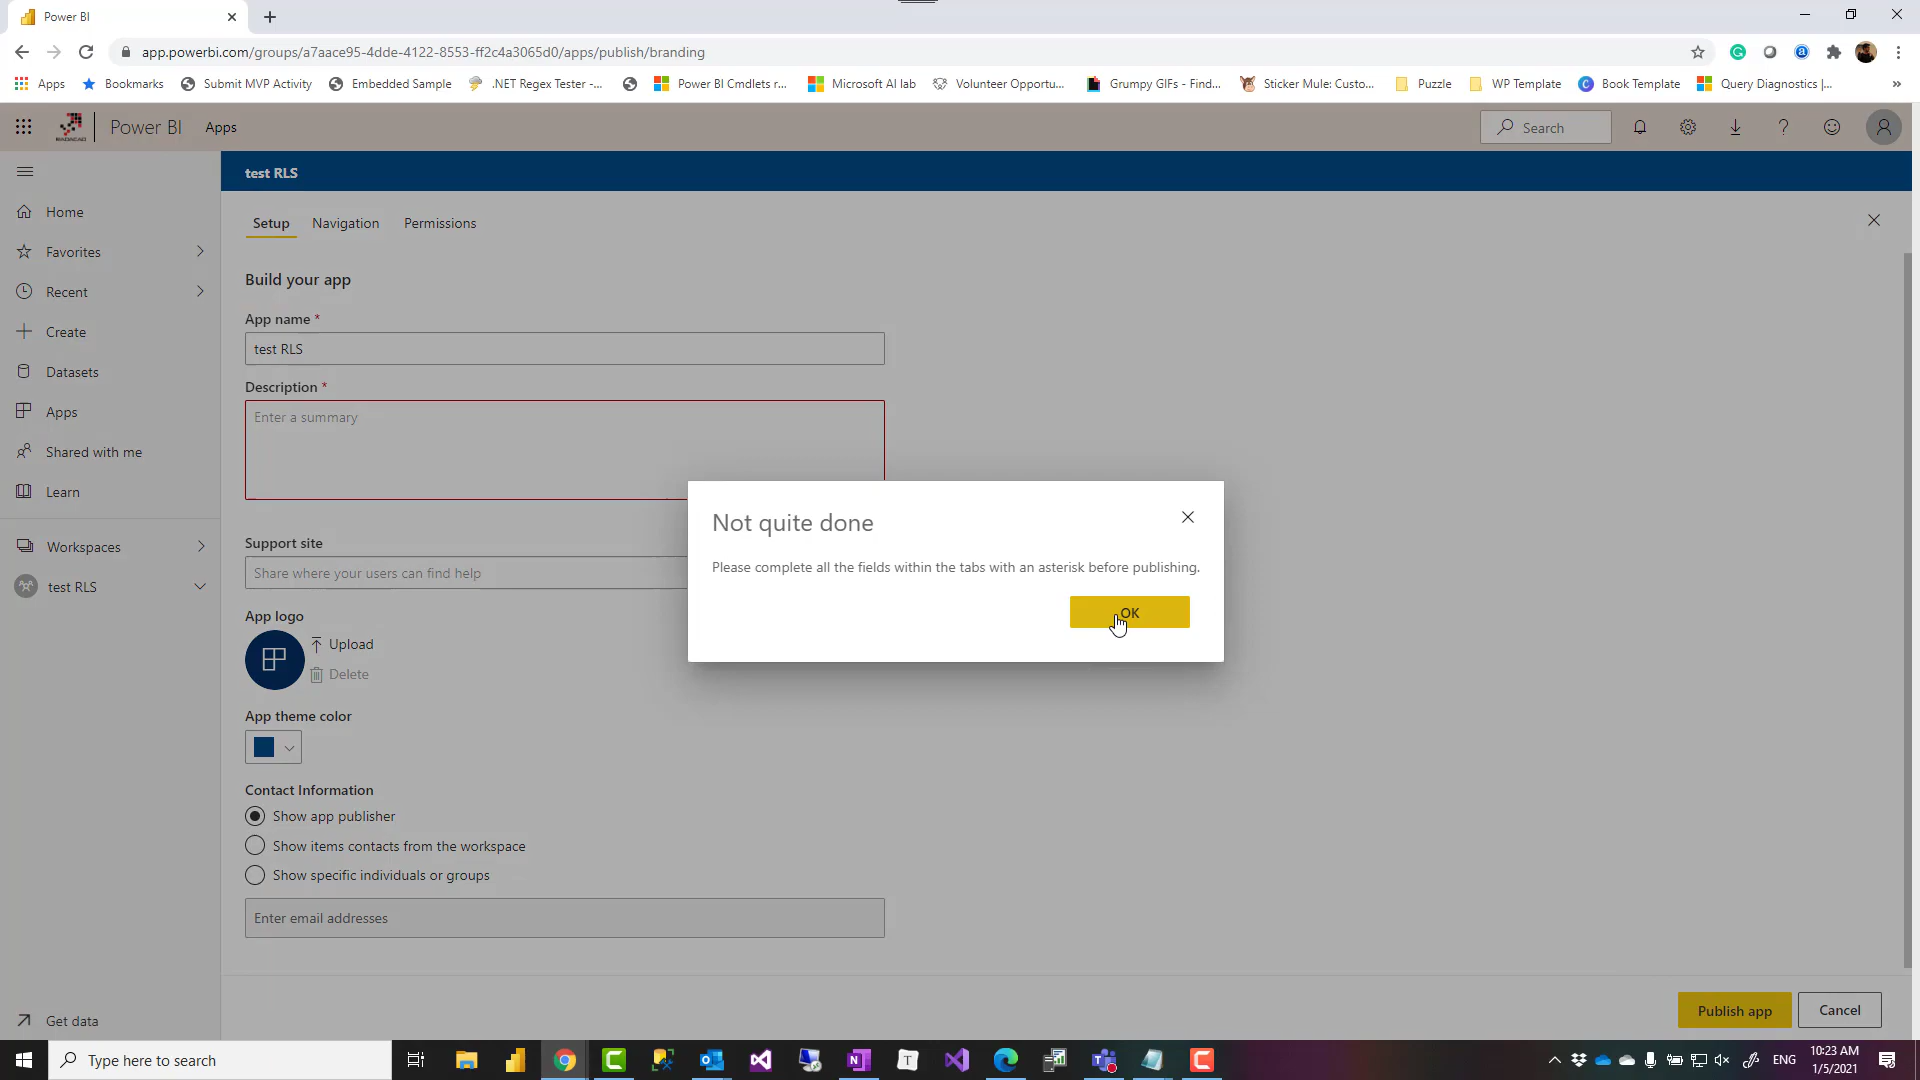 Power BI
app.powerbi.com/groups/a7aace95-4dde-4122-8553-ff2c4a3065d0/apps/publish/branding
Apps Bookmarks Submit MVP Activity Embedded Sample .NET Regex Tester -... Power BI Cmdlets r... Microsoft AI lab Volunteer Opportu... Grumpy GIFs - Find... Sticker Mule: Custo... Puzzle WP Template Book Template Query Diagnostics |... »
Power BI Apps Search
test RLS
Setup Navigation Permissions
Home
Favorites
Recent
Create
Datasets
Apps
Shared with me
Learn
Workspaces
test RLS
Get data
Build your app
App name *
test RLS
Description *
Enter a summary
Support site
Share where your users can find help
App logo
Upload
Delete
App theme color
Contact Information
Show app publisher
Show items contacts from the workspace
Show specific individuals or groups
Enter email addresses
Not quite done
Please complete all the fields within the tabs with an asterisk before publishing.
OK
Publish app Cancel
Type here to search
ENG
10:23 AM
1/5/2021